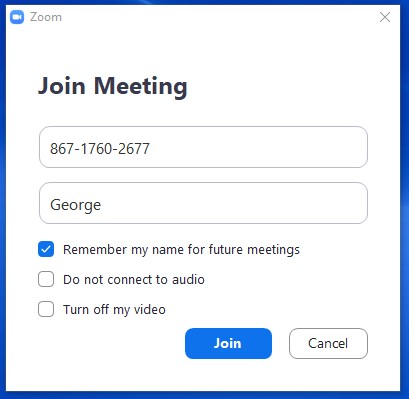 Zoom
Join Meeting
867-1760-2677
George
Remember my name for future meetings
Do not connect to audio
Turn off my video
Join Cancel